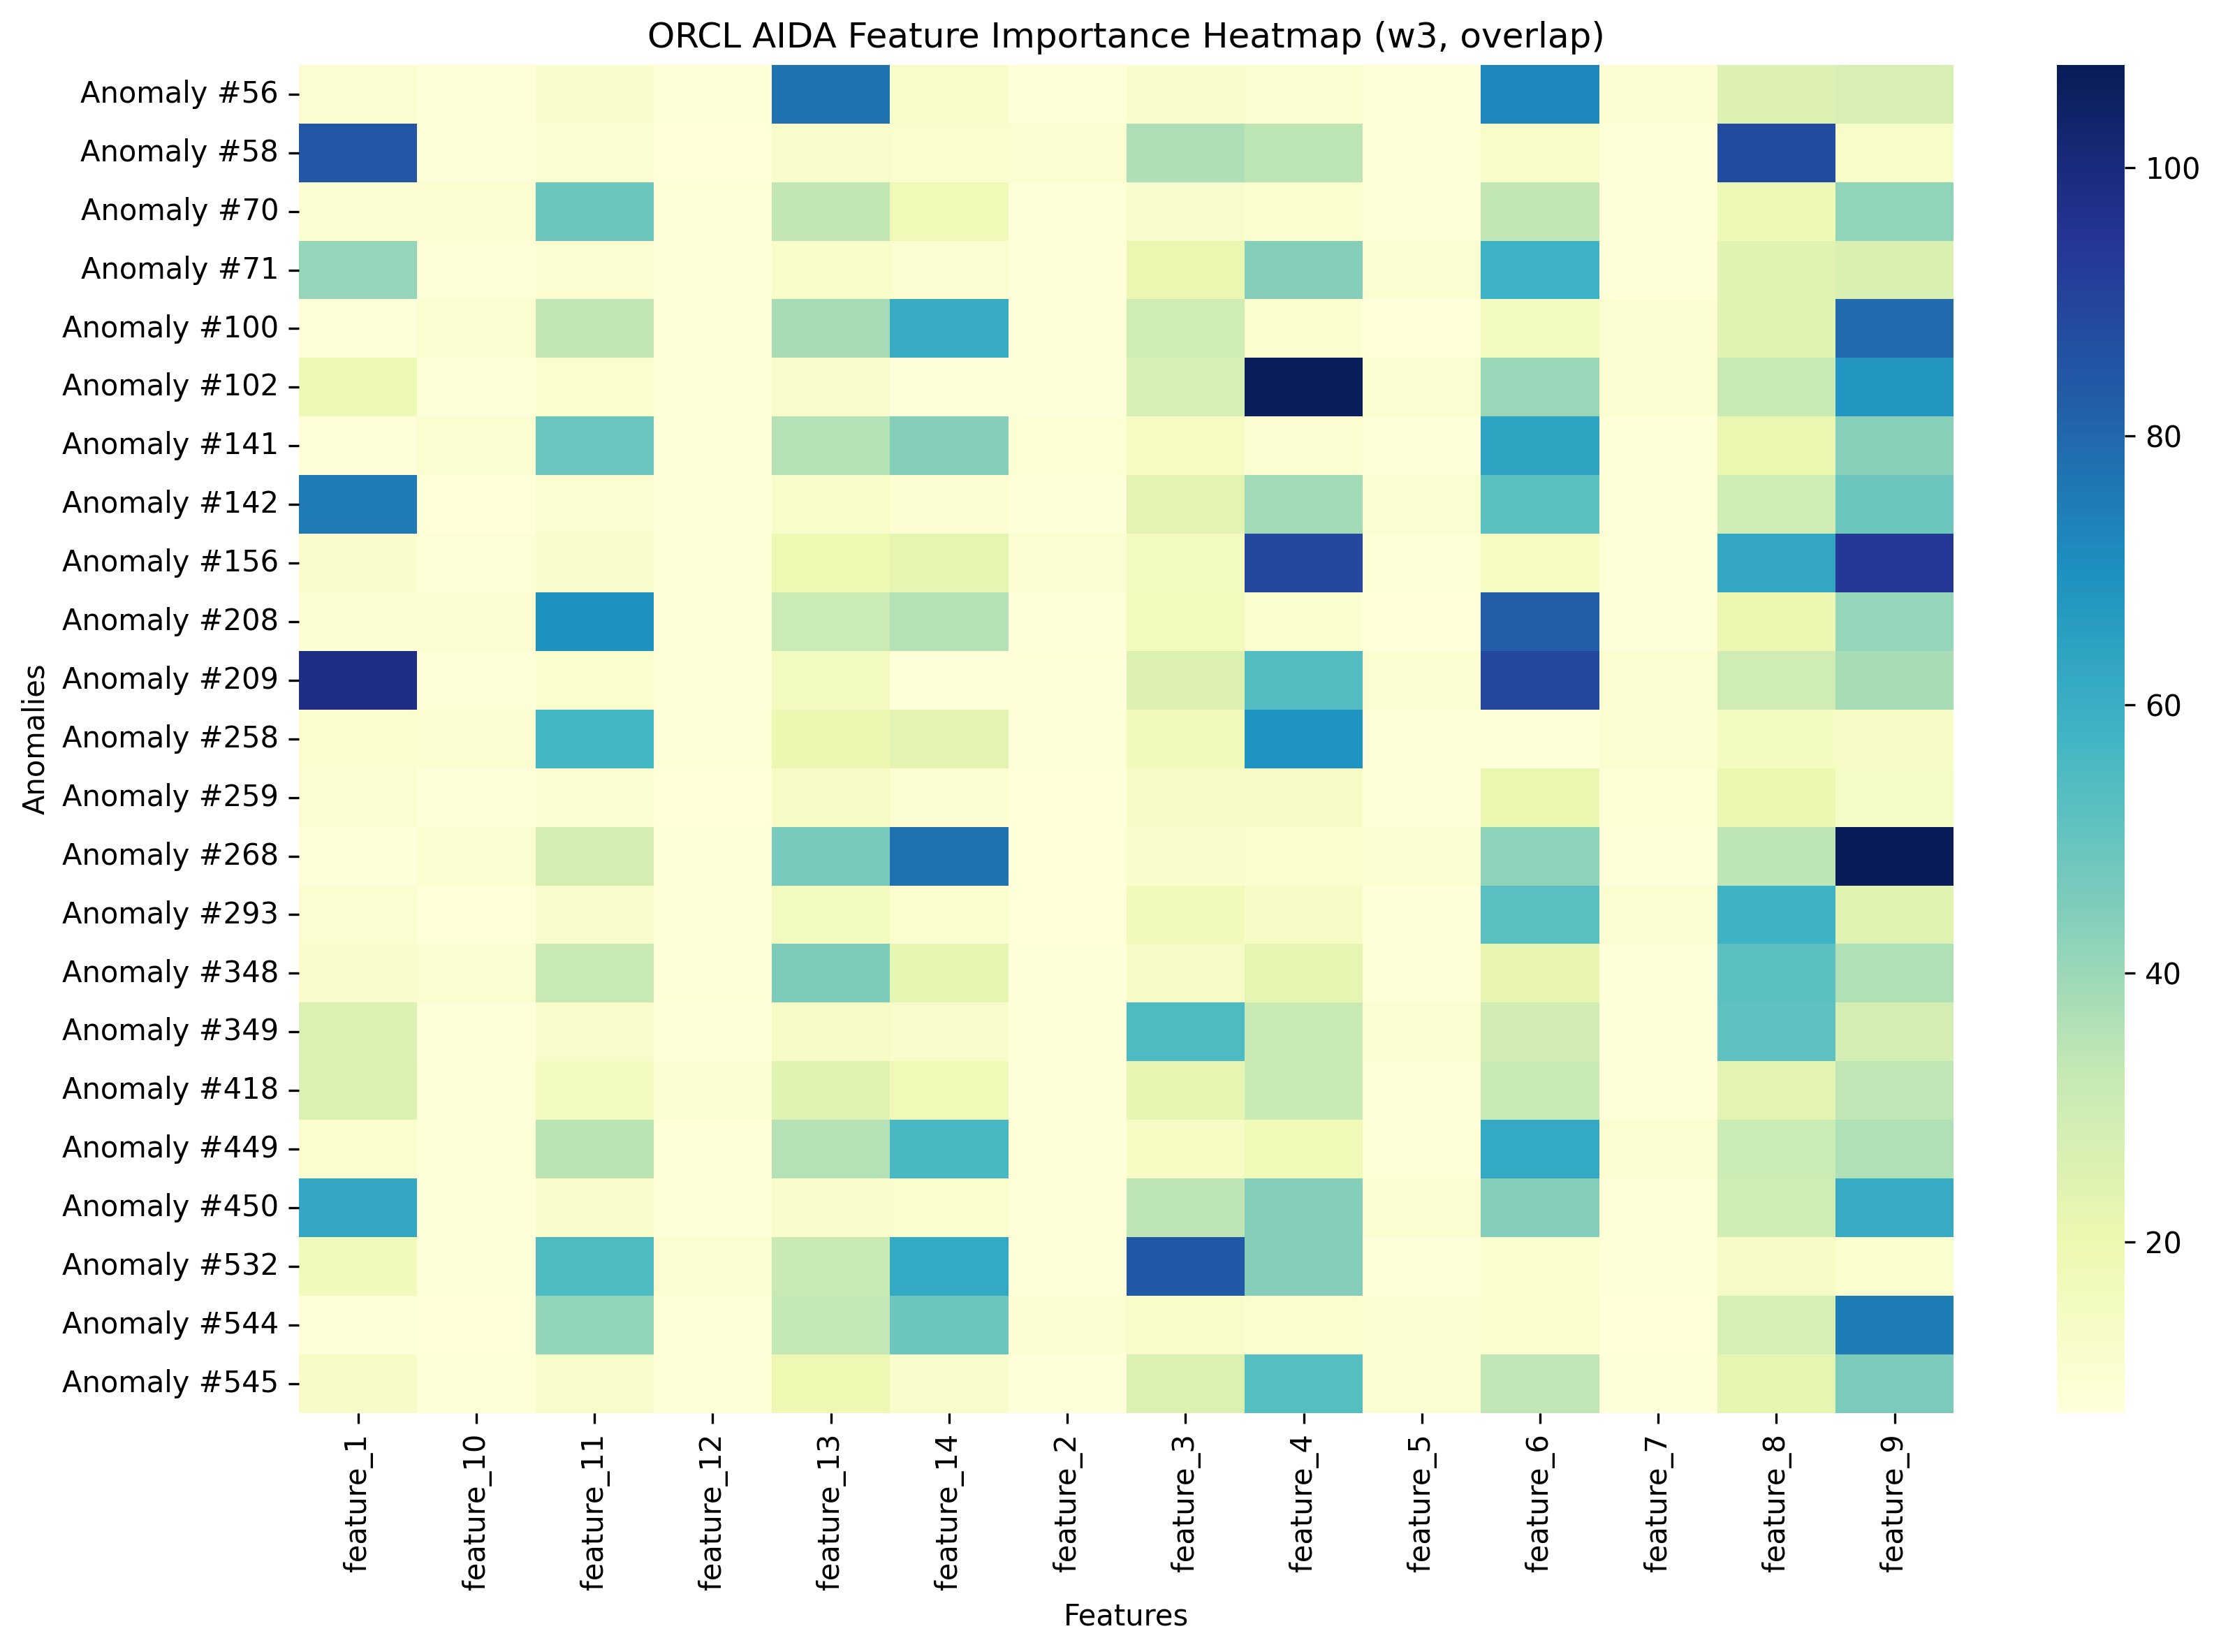 ORCL AIDA Feature Importance Heatmap (w3, overlap)
Anomalies
Anomaly #56
Anomaly #58
Anomaly #70
Anomaly #71
Anomaly #100
Anomaly #102
Anomaly #141
Anomaly #142
Anomaly #156
Anomaly #208
Anomaly #209
Anomaly #258
Anomaly #259
Anomaly #268
Anomaly #293
Anomaly #348
Anomaly #349
Anomaly #418
Anomaly #449
Anomaly #450
Anomaly #532
Anomaly #544
Anomaly #545
feature_1
feature_10
feature_11
feature_12
feature_13
feature_14
feature_2
feature_3
feature_4
feature_5
feature_6
feature_7
feature_8
feature_9
Features
100
80
60
40
20